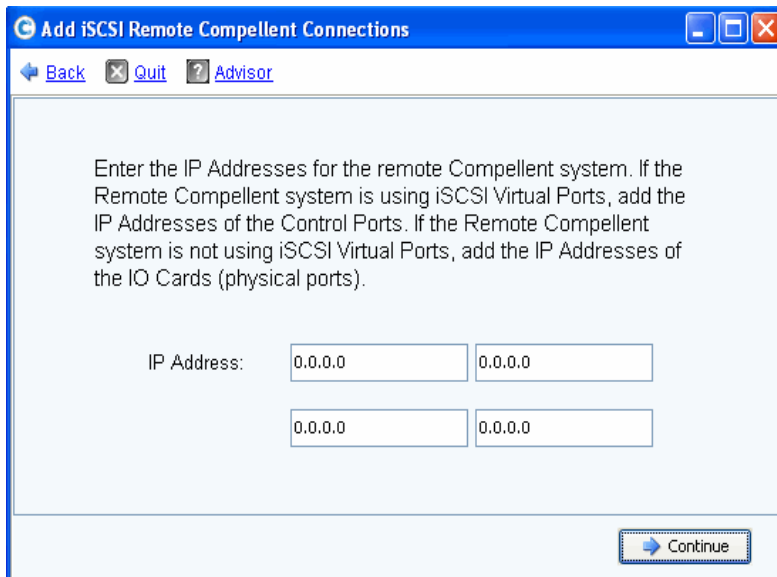 Add iSCSI Remote Compellent Connections
Back Quit ? Advisor
Enter the IP Addresses for the remote Compellent system. If the
Remote Compellent system is using iSCSI Virtual Ports, add the
IP Addresses of the Control Ports. If the Remote Compellent
system is not using iSCSI Virtual Ports, add the IP Addresses of
the IO Cards (physical ports).
IP Address: 0.0.0.0 0.0.0.0
0.0.0.0 0.0.0.0
Continue